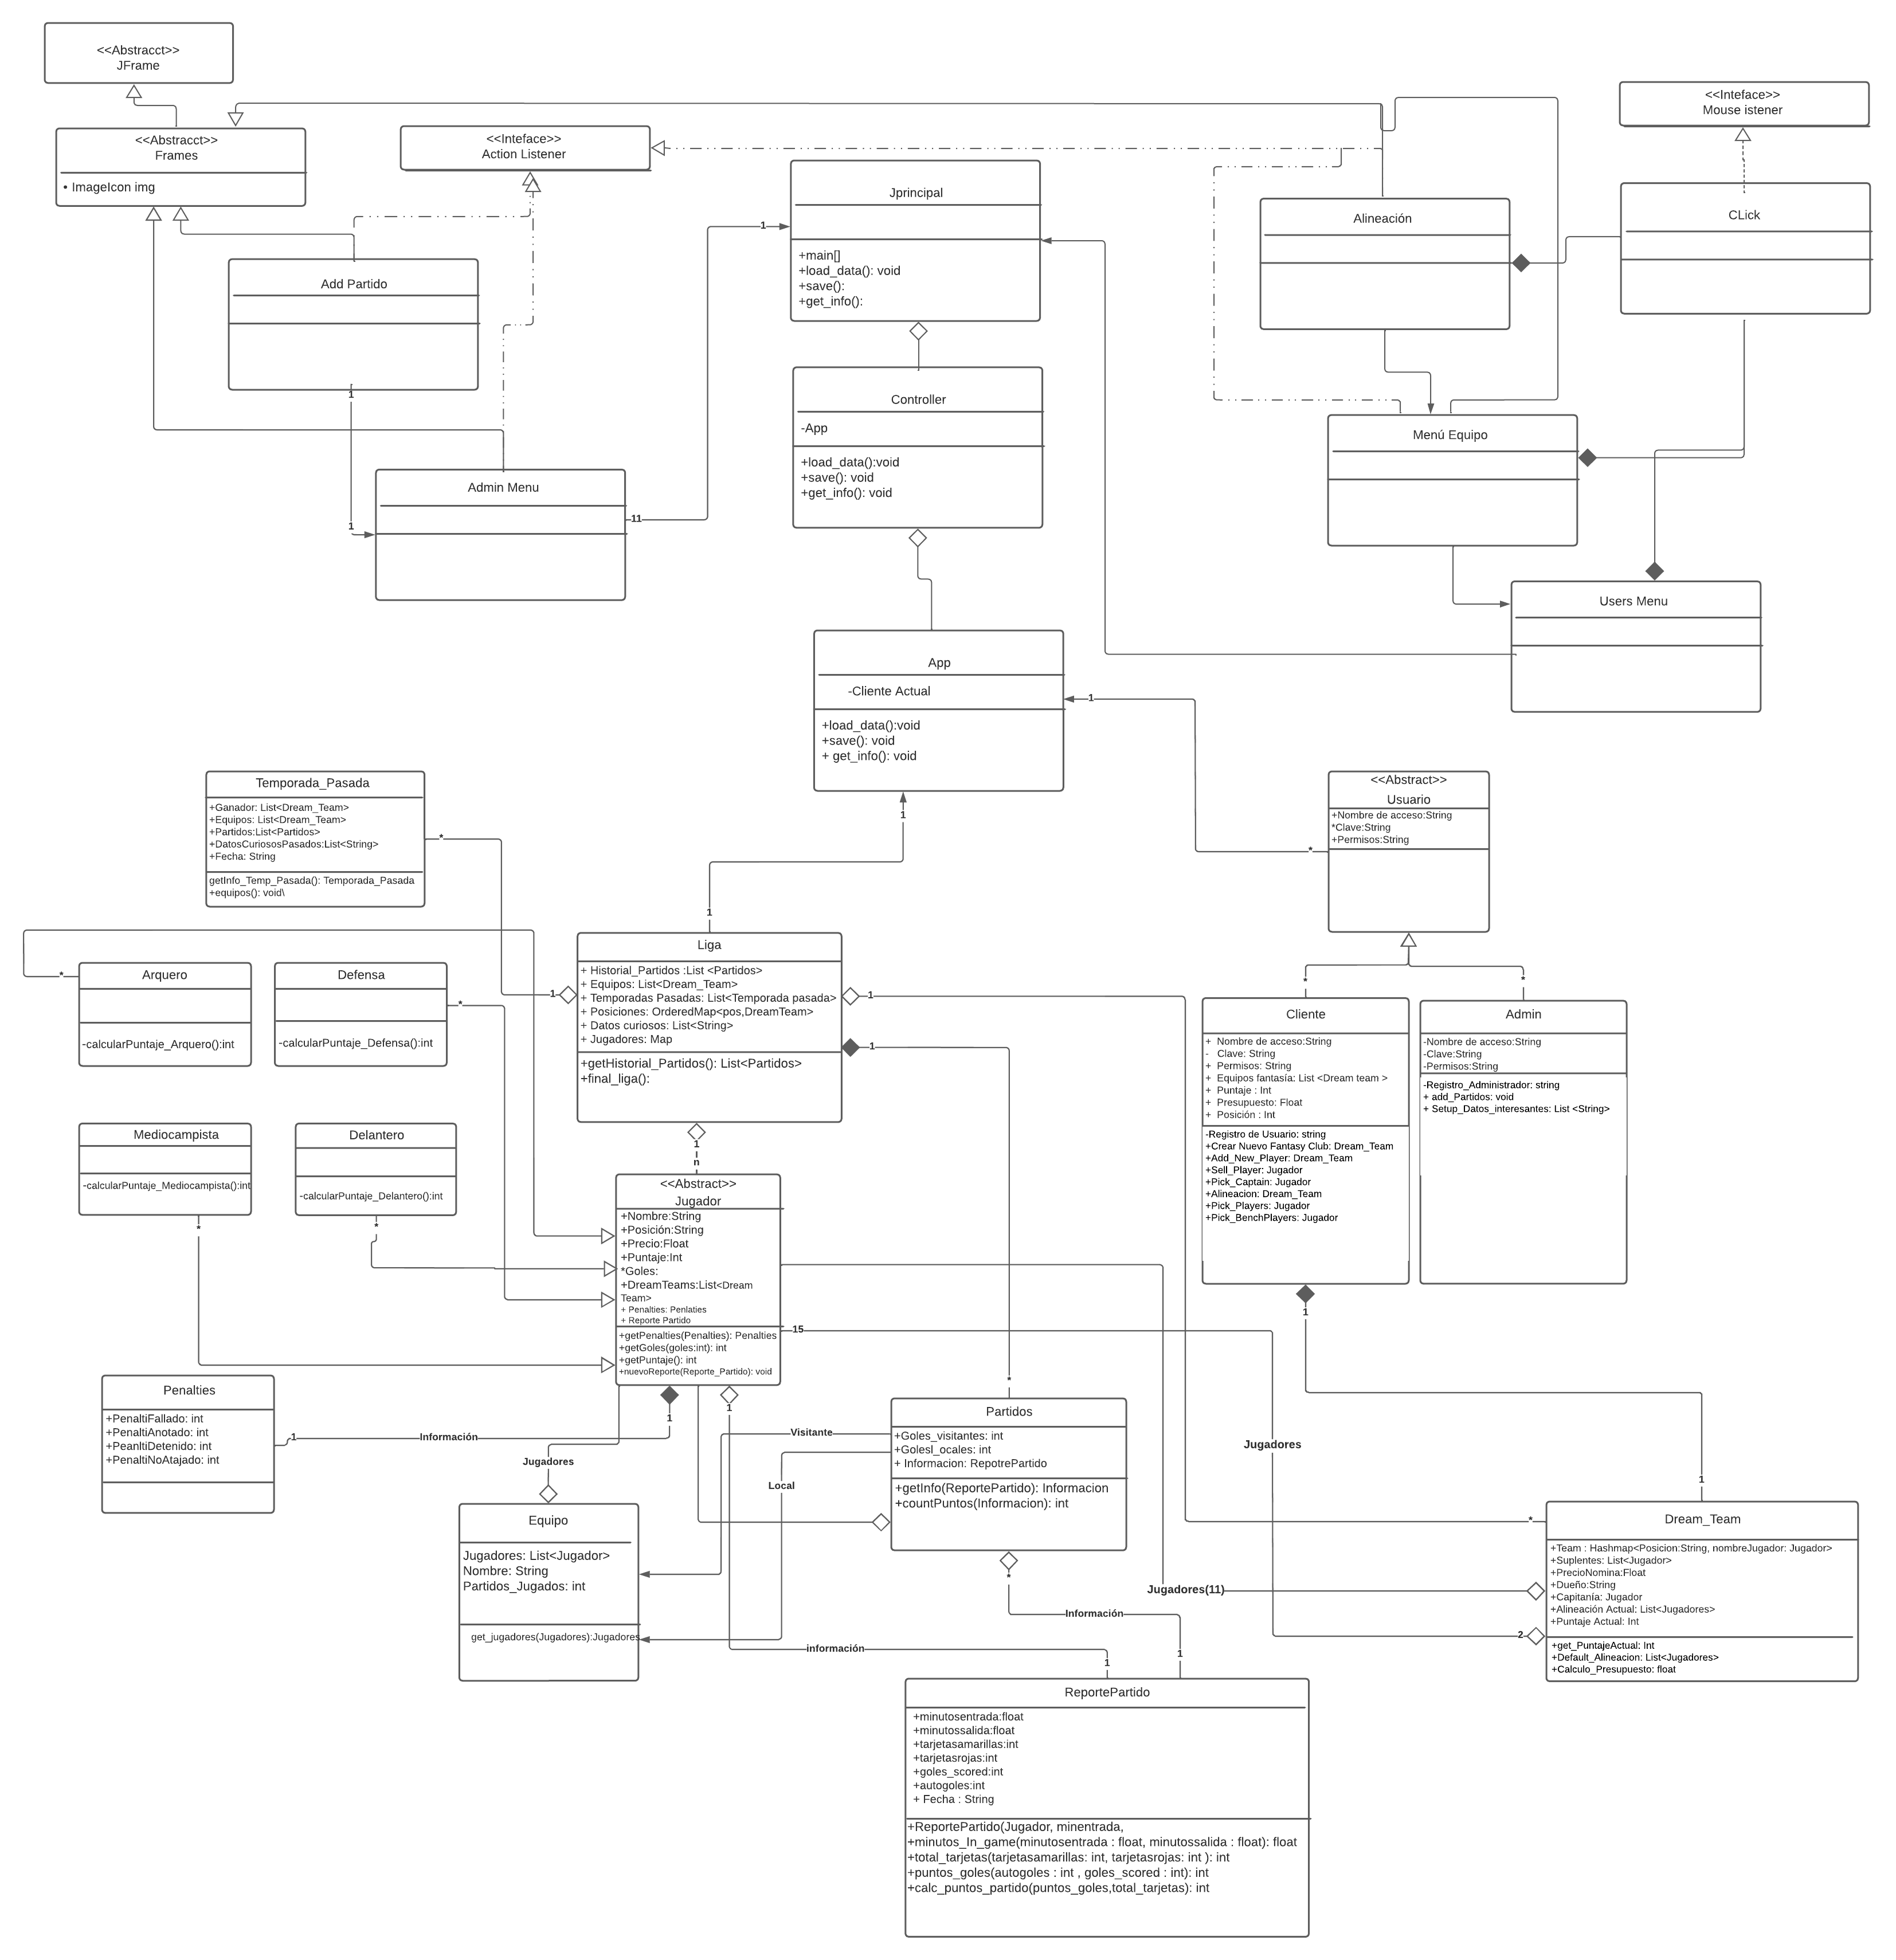 <<Abstracct>>
JFrame
<<Abstracct>>
Frames
• ImageIcon img
<<Inteface>>
Action Listener
<<Inteface>>
Mouse istener
Jprincipal
+main[]
+load_data(): void
+save():
+get_info():
1
Alineación
CLick
Add Partido
1
1
Controller
-App
+load_data():void
+save(): void
+get_info(): void
Menú Equipo
Admin Menu
11
Users Menu
App
-Cliente Actual
+load_data():void
+save(): void
+ get_info(): void
1
1
*
1
Temporada_Pasada
+Ganador: List<Dream_Team>
+Equipos: List<Dream_Team>
+Partidos:List<Partidos>
+DatosCuriososPasados:List<String>
+Fecha: String
getInfo_Temp_Pasada(): Temporada_Pasada
+equipos(): void\
*
<<Abstract>>
Usuario
+Nombre de acceso:String
*Clave:String
+Permisos:String
Liga
+ Historial_Partidos :List <Partidos>
+ Equipos: List<Dream_Team>
+ Temporadas Pasadas: List<Temporada pasada>
+ Posiciones: OrderedMap<pos,DreamTeam>
+ Datos curiosos: List<String>
+ Jugadores: Map
+getHistorial_Partidos(): List<Partidos>
+final_liga():
1
1
1
1
n
*
Arquero
-calcularPuntaje_Arquero():int
Defensa
-calcularPuntaje_Defensa():int
*
Mediocampista
-calcularPuntaje_Mediocampista():int
*
Delantero
-calcularPuntaje_Delantero():int
*
*
Cliente
+ Nombre de acceso:String
- Clave: String
+ Permisos: String
+ Equipos fantasía: List <Dream team >
+ Puntaje : Int
+ Presupuesto: Float
+ Posición : Int
-Registro de Usuario: string
+Crear Nuevo Fantasy Club: Dream_Team
+Add_New_Player: Dream_Team
+Sell_Player: Jugador
+Pick_Captain: Jugador
+Alineacion: Dream_Team
+Pick_Players: Jugador
+Pick_BenchPlayers: Jugador
1
*
Admin
-Nombre de acceso:String
-Clave:String
-Permisos:String
-Registro_Administrador: string
+ add_Partidos: void
+ Setup_Datos_interesantes: List <String>
<<Abstract>>
Jugador
+Nombre:String
+Posición:String
+Precio:Float
+Puntaje:Int
*Goles:
+DreamTeams:List<Dream
Team>
+ Penalties: Penlaties
+ Reporte Partido
+getPenalties(Penalties): Penalties
+getGoles(goles:int): int
+getPuntaje(): int
+nuevoReporte(Reporte_Partido): void
15
1
1
Penalties
+PenaltiFallado: int
+PenaltiAnotado: int
+PeanltiDetenido: int
+PenaltiNoAtajado: int
1
Información
Jugadores
Equipo
Jugadores: List<Jugador>
Nombre: String
Partidos_Jugados: int
get_jugadores(Jugadores):Jugadores
Visitante
Local
*
Partidos
+Goles_visitantes: int
+Golesl_ocales: int
+ Informacion: RepotrePartido
+getInfo(ReportePartido): Informacion
+countPuntos(Informacion): int
*
Información
1
información
1
Jugadores
Jugadores(11)
2
*
1
Dream_Team
+Team : Hashmap<Posicion:String, nombreJugador: Jugador>
+Suplentes: List<Jugador>
+PrecioNomina:Float
+Dueño:String
+Capitanía: Jugador
+Alineación Actual: List<Jugadores>
+Puntaje Actual: Int
+get_PuntajeActual: Int
+Default_Alineacion: List<Jugadores>
+Calculo_Presupuesto: float
ReportePartido
+minutosentrada:float
+minutossalida:float
+tarjetasamarillas:int
+tarjetasrojas:int
+goles_scored:int
+autogoles:int
+ Fecha : String
+ReportePartido(Jugador, minentrada,
+minutos_In_game(minutosentrada : float, minutossalida : float): float
+total_tarjetas(tarjetasamarillas: int, tarjetasrojas: int ): int
+puntos_goles(autogoles : int , goles_scored : int): int
+calc_puntos_partido(puntos_goles,total_tarjetas): int